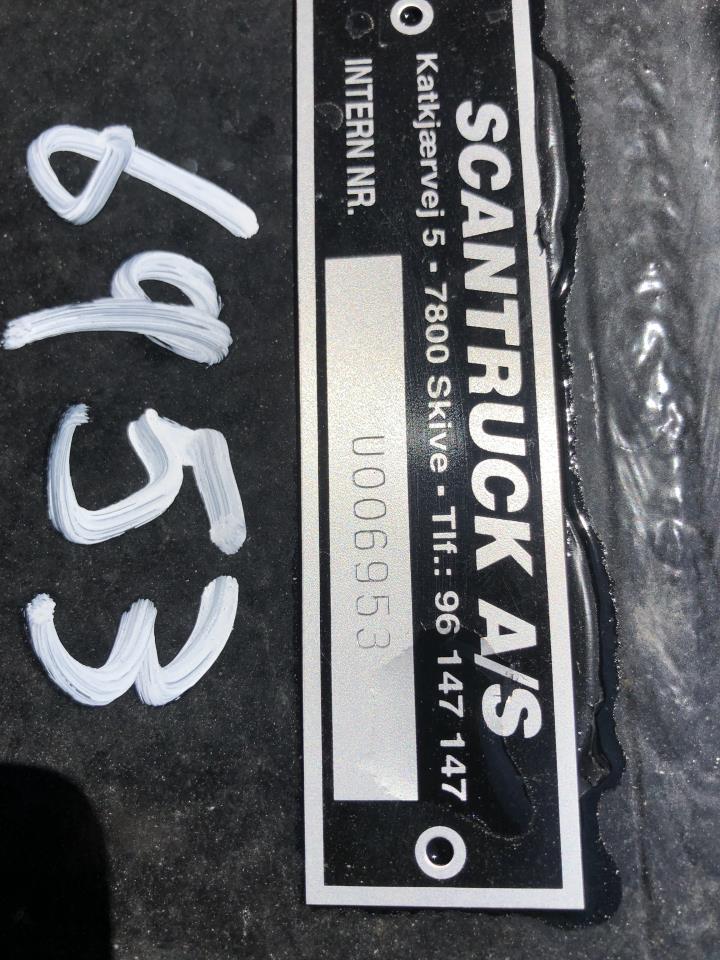 SCANTRUCK A/S
Katkjærvej 5 - 7800 Skive - Tlf.: 96 147 147
INTERN NR. U006953
6953